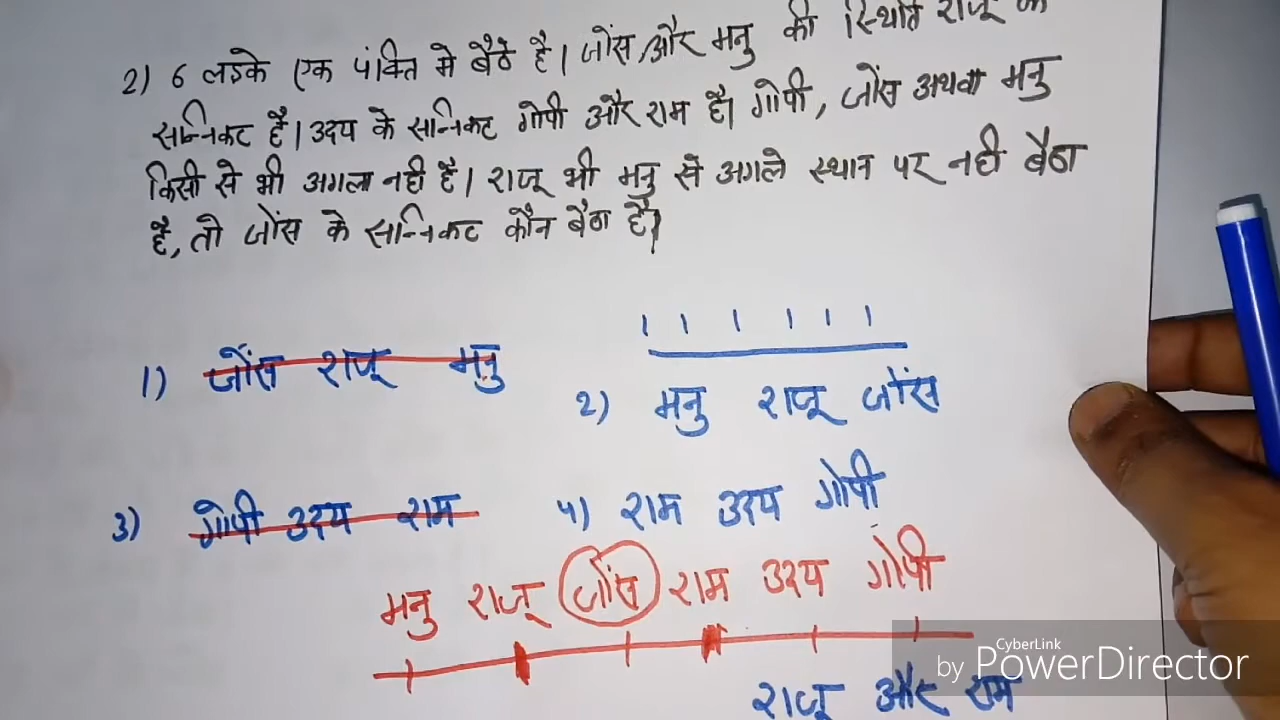 2) 6 लड़के एक पंक्ति मे बैठे है। जोंस और मनु की स्थिति राजू के
सन्निकट है। उदय के सन्निकट गोपी और राम है। गोपी, जोंस अथवा मनु
किसी से भी अगला नही है। राजू भी मनु से अगले स्थान पर नही बैठा
है, तो जोंस के सन्निकट कौन बैठा है।
1) जोंस राजू मनु
2) मनु राजू जोंस
3) गोपी उदय राम
4) राम उदय गोपी
मनु राजू जोंस राम उदय गोपी
राजू और राम
CyberLink
by PowerDirector